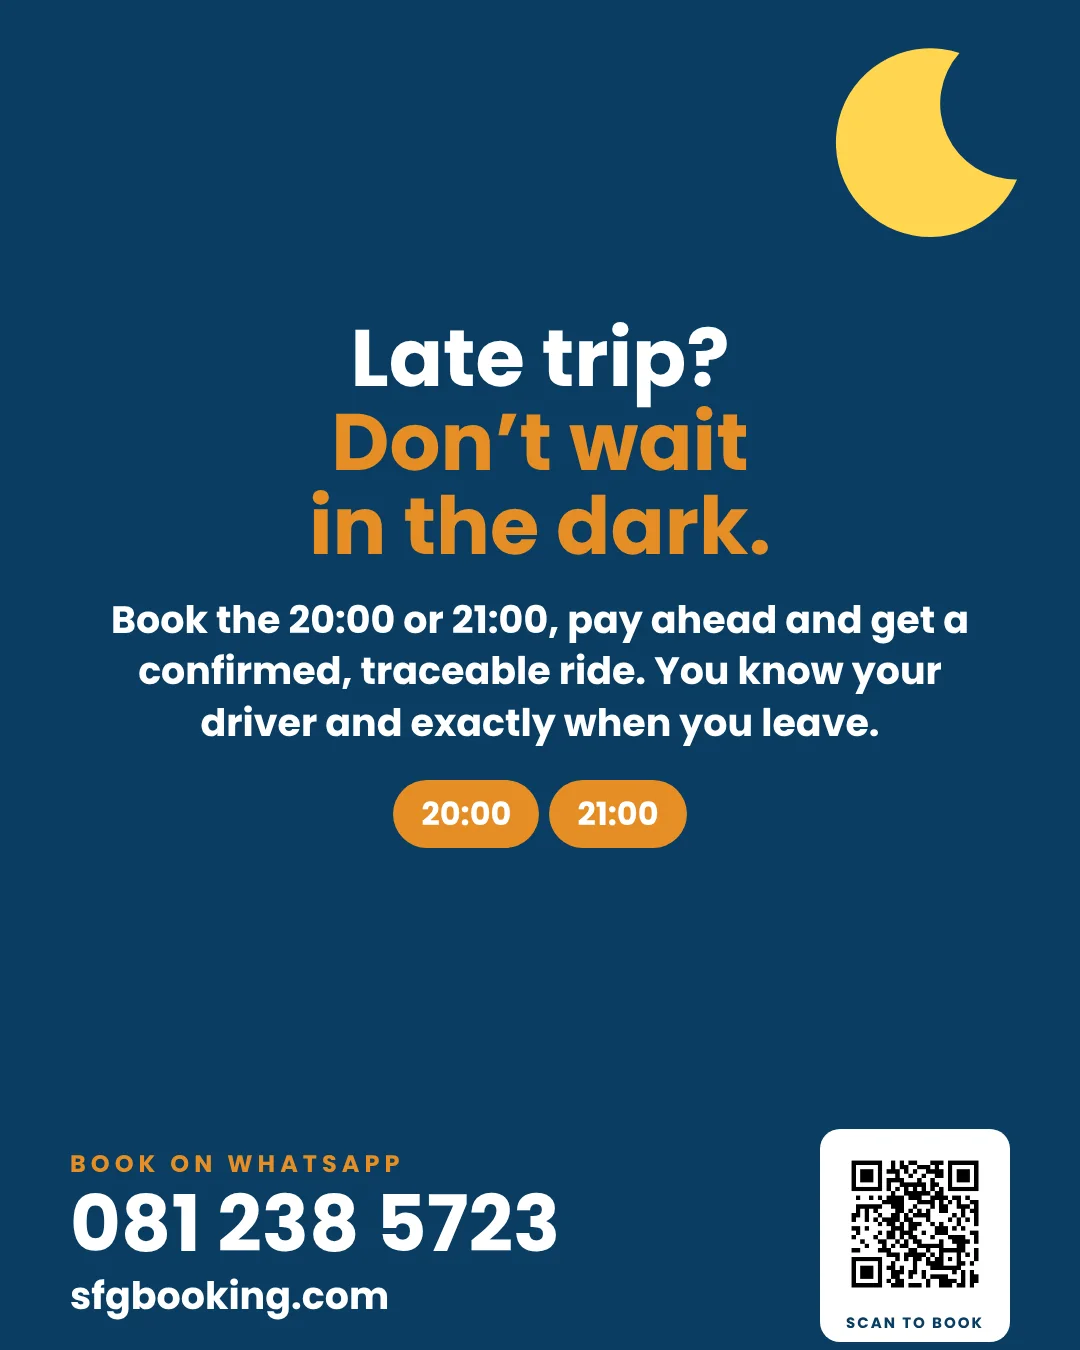 Late trip?
Don’t wait
in the dark.
Book the 20:00 or 21:00, pay ahead and get a
confirmed, traceable ride. You know your
driver and exactly when you leave.
20:00 21:00
BOOK ON WHATSAPP
081 238 5723
sfgbooking.com
SCAN TO BOOK